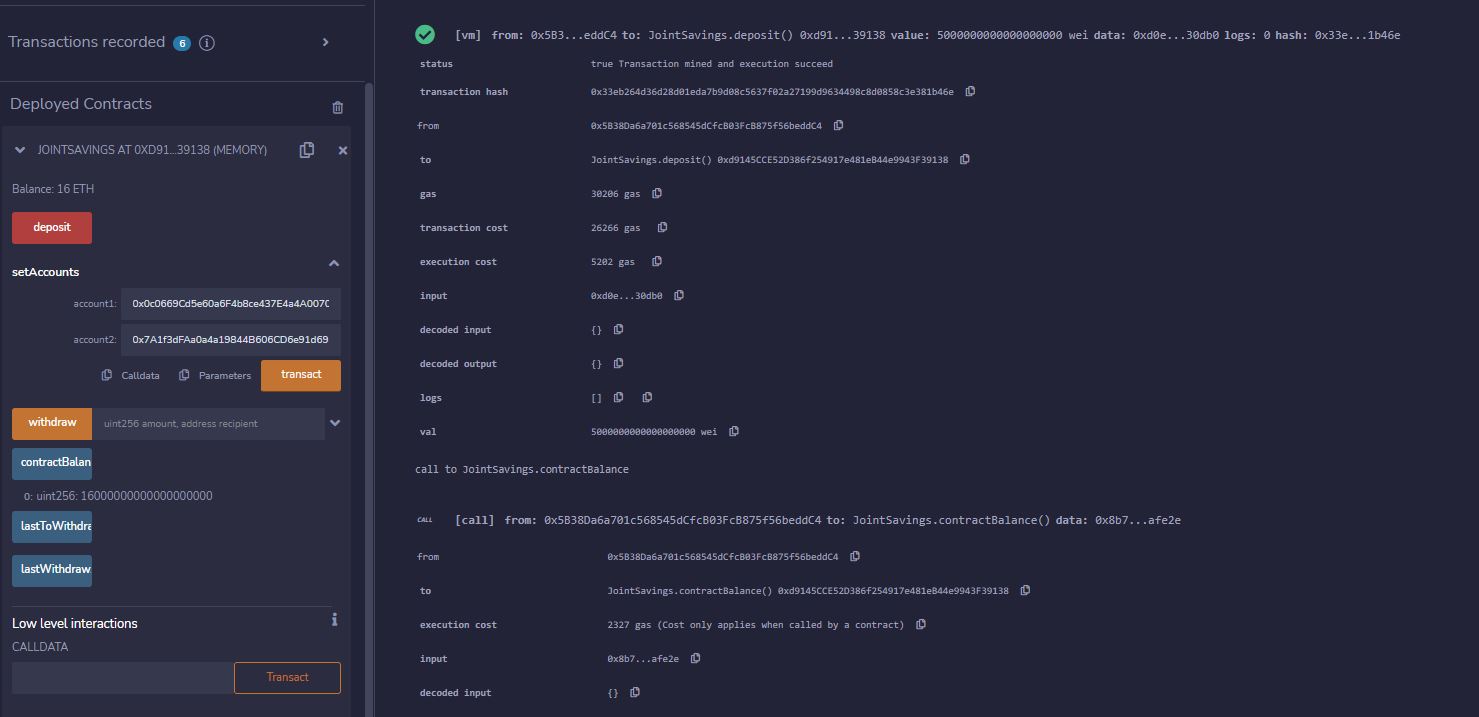 Transactions recorded 6 i
Deployed Contracts
JOINTSAVINGS AT 0XD91...39138 (MEMORY)
Balance: 16 ETH
deposit
setAccounts
account1: 0x0c0669Cd5e60a6F4b8ce437E4a4A007C
account2: 0x7A1f3dFAa0a4a19844B606CD6e91d69
Calldata Parameters transact
withdraw uint256 amount, address recipient
contractBalan
0: uint256: 16000000000000000000
lastToWithdra
lastWithdraw
Low level interactions i
CALLDATA
Transact
[vm] from: 0x5B3...eddC4 to: JointSavings.deposit() 0xd91...39138 value: 5000000000000000000 wei data: 0xd0e...30db0 logs: 0 hash: 0x33e...1b46e
status true Transaction mined and execution succeed
transaction hash 0x33eb264d36d28d01eda7b9d08c5637f02a27199d9634498c8d0858c3e381b46e
from 0x5B38Da6a701c568545dCfcB03FcB875f56beddC4
to JointSavings.deposit() 0xd9145CCE52D386f254917e481eB44e9943F39138
gas 30206 gas
transaction cost 26266 gas
execution cost 5202 gas
input 0xd0e...30db0
decoded input {}
decoded output {}
logs []
val 5000000000000000000 wei
call to JointSavings.contractBalance
CALL [call] from: 0x5B38Da6a701c568545dCfcB03FcB875f56beddC4 to: JointSavings.contractBalance() data: 0x8b7...afe2e
from 0x5B38Da6a701c568545dCfcB03FcB875f56beddC4
to JointSavings.contractBalance() 0xd9145CCE52D386f254917e481eB44e9943F39138
execution cost 2327 gas (Cost only applies when called by a contract)
input 0x8b7...afe2e
decoded input {}